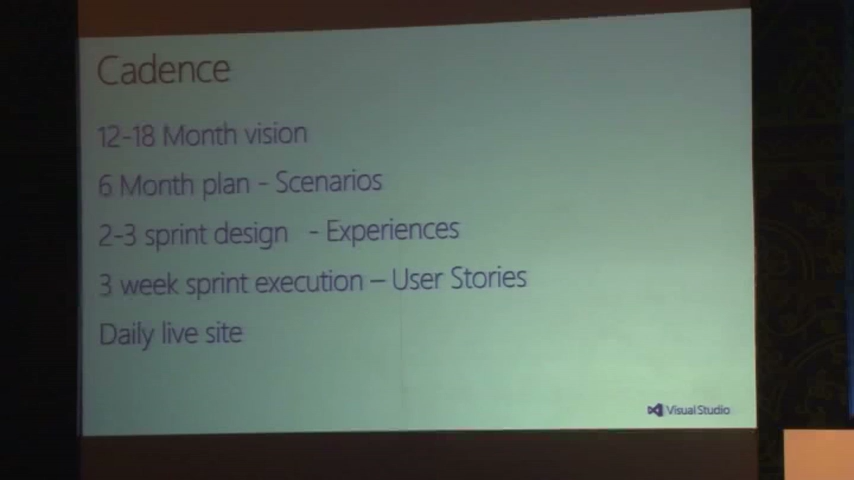 Cadence
12-18 Month vision
6 Month plan - Scenarios
2-3 sprint design - Experiences
3 week sprint execution – User Stories
Daily live site
Visual Studio